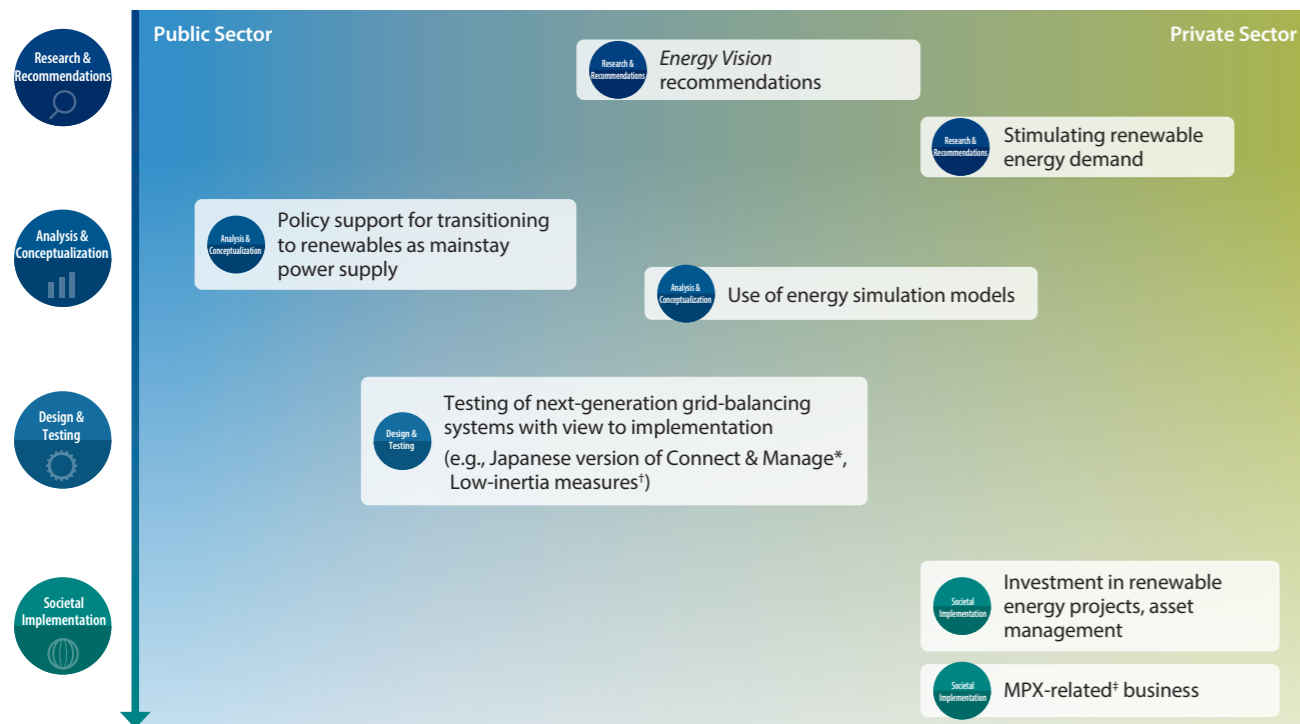 Public Sector
Private Sector
Research &
Recommendations
Research &
Recommendations
Energy Vision
recommendations
Research &
Recommendations
Stimulating renewable
energy demand
Analysis &
Conceptualization
Analysis &
Conceptualization
Policy support for transitioning
to renewables as mainstay
power supply
Analysis &
Conceptualization
Use of energy simulation models
Design &
Testing
Design &
Testing
Testing of next-generation grid-balancing
systems with view to implementation
(e.g., Japanese version of Connect & Manage*,
Low-inertia measures†)
Societal
Implementation
Societal
Implementation
Investment in renewable
energy projects, asset
management
Societal
Implementation
MPX-related‡ business